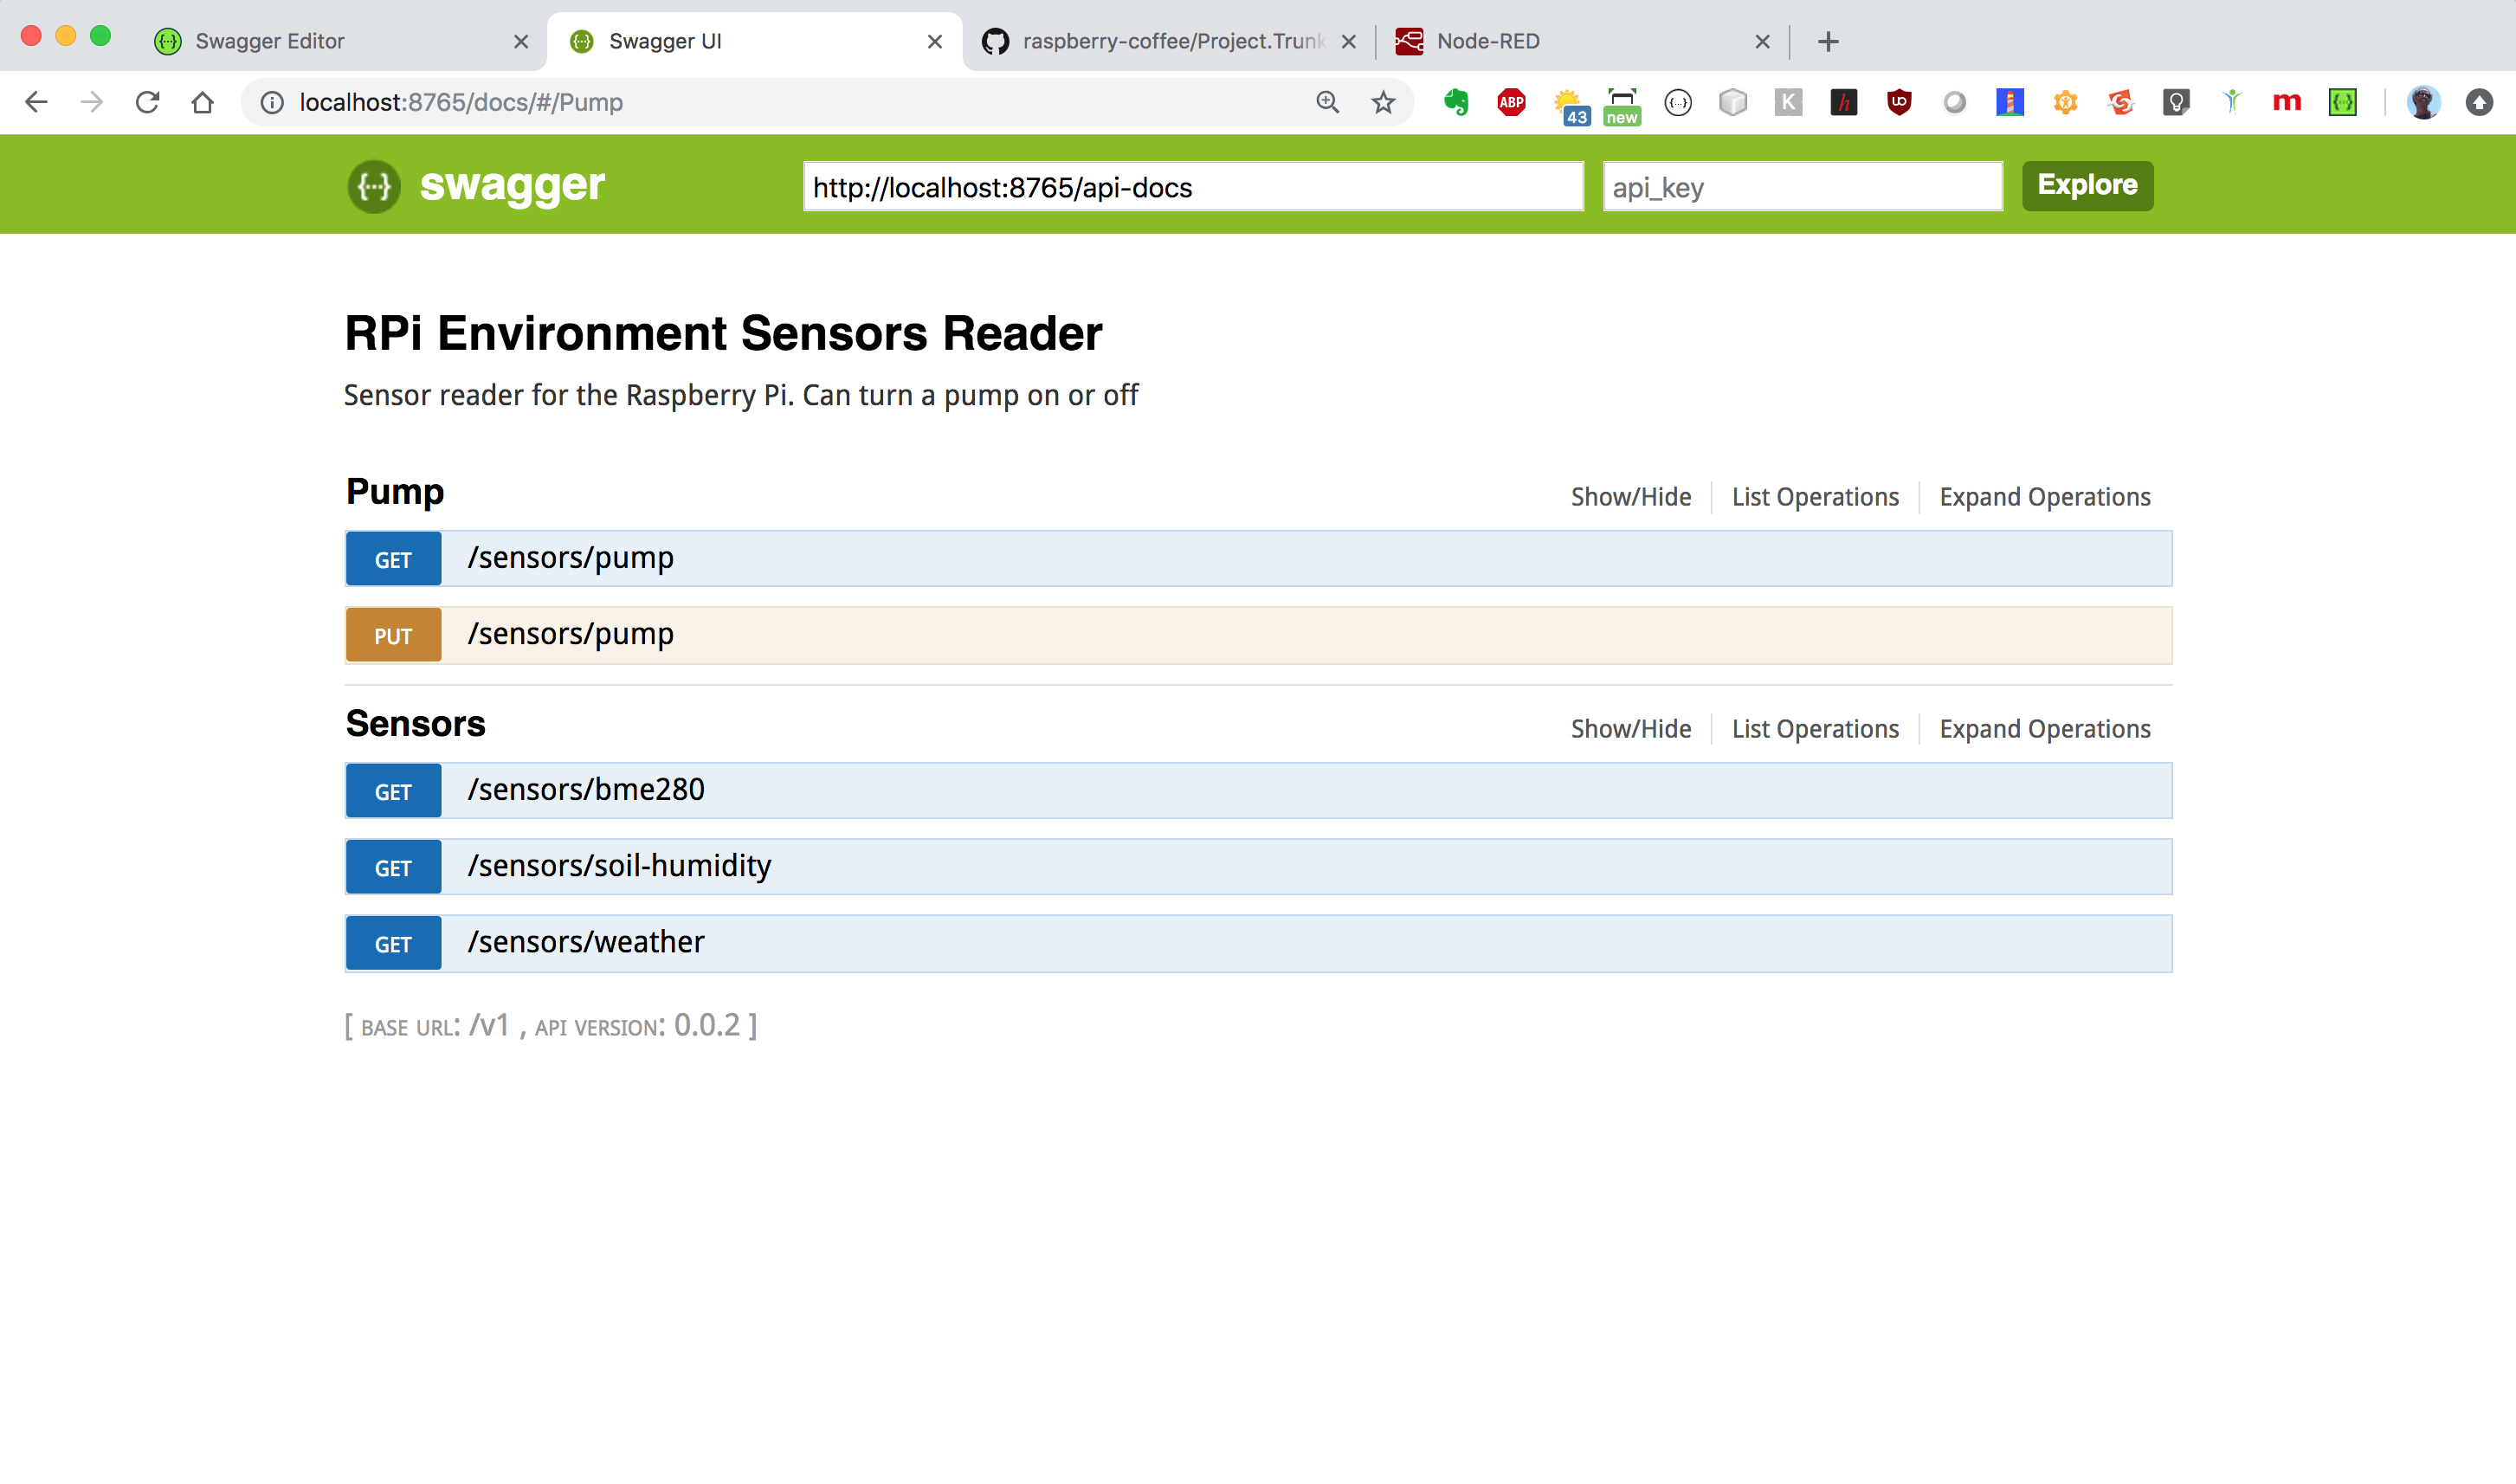 Swagger Editor
Swagger UI
raspberry-coffee/Project.Trunk
Node-RED
localhost:8765/docs/#/Pump
ABP
43
new
K
h
m
swagger
http://localhost:8765/api-docs
api_key
Explore
RPi Environment Sensors Reader
Sensor reader for the Raspberry Pi. Can turn a pump on or off
Pump
Show/Hide
List Operations
Expand Operations
GET /sensors/pump
PUT /sensors/pump
Sensors
Show/Hide
List Operations
Expand Operations
GET /sensors/bme280
GET /sensors/soil-humidity
GET /sensors/weather
[ BASE URL: /v1 , API VERSION: 0.0.2 ]